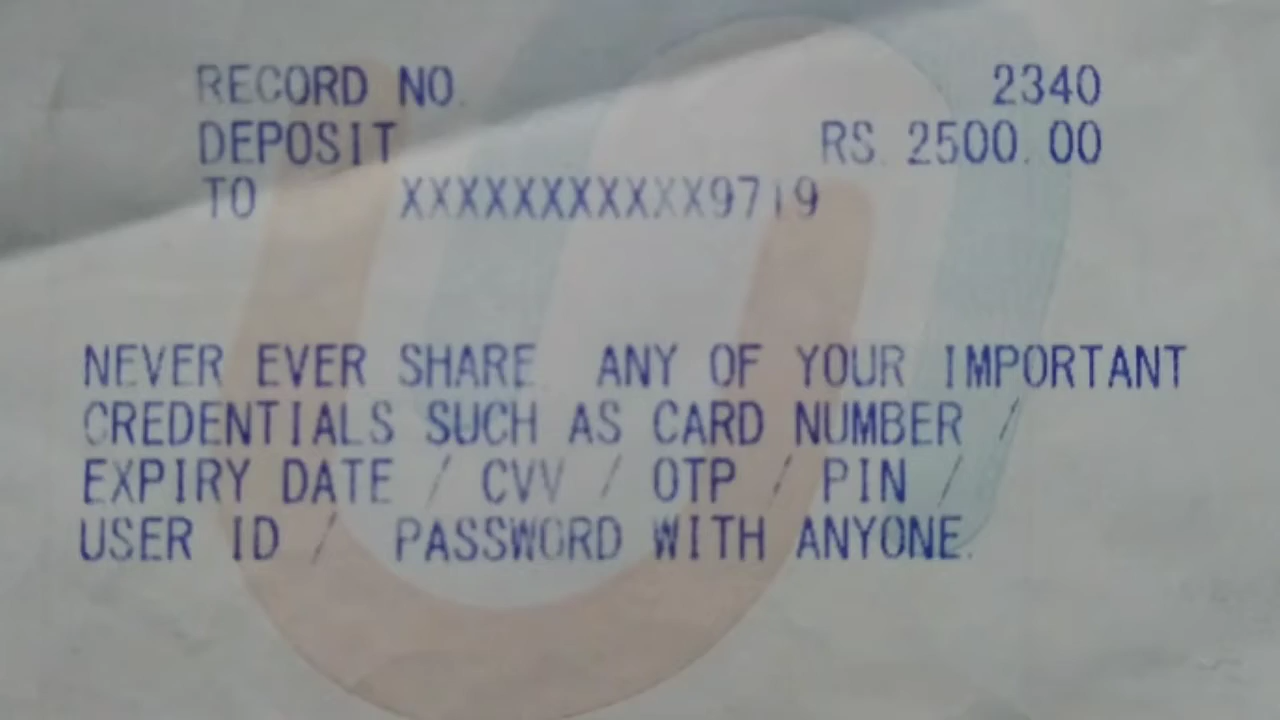 RECORD NO. 2340
DEPOSIT RS. 2500.00
TO XXXXXXXXXXX9719
NEVER EVER SHARE ANY OF YOUR IMPORTANT
CREDENTIALS SUCH AS CARD NUMBER /
EXPIRY DATE / CVV / OTP / PIN /
USER ID / PASSWORD WITH ANYONE.